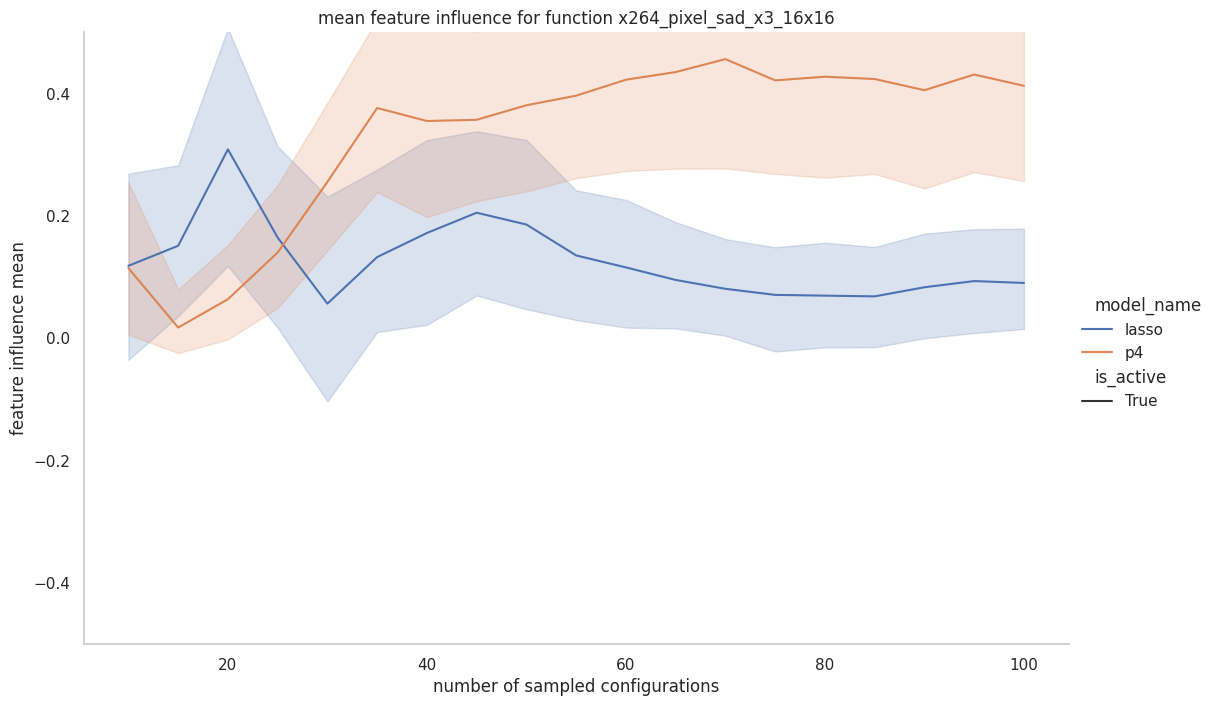 mean feature influence for function x264_pixel_sad_x3_16x16
0.4
0.2
0.0
−0.2
−0.4
feature influence mean
20
40
60
80
100
number of sampled configurations
model_name
lasso
p4
is_active
True